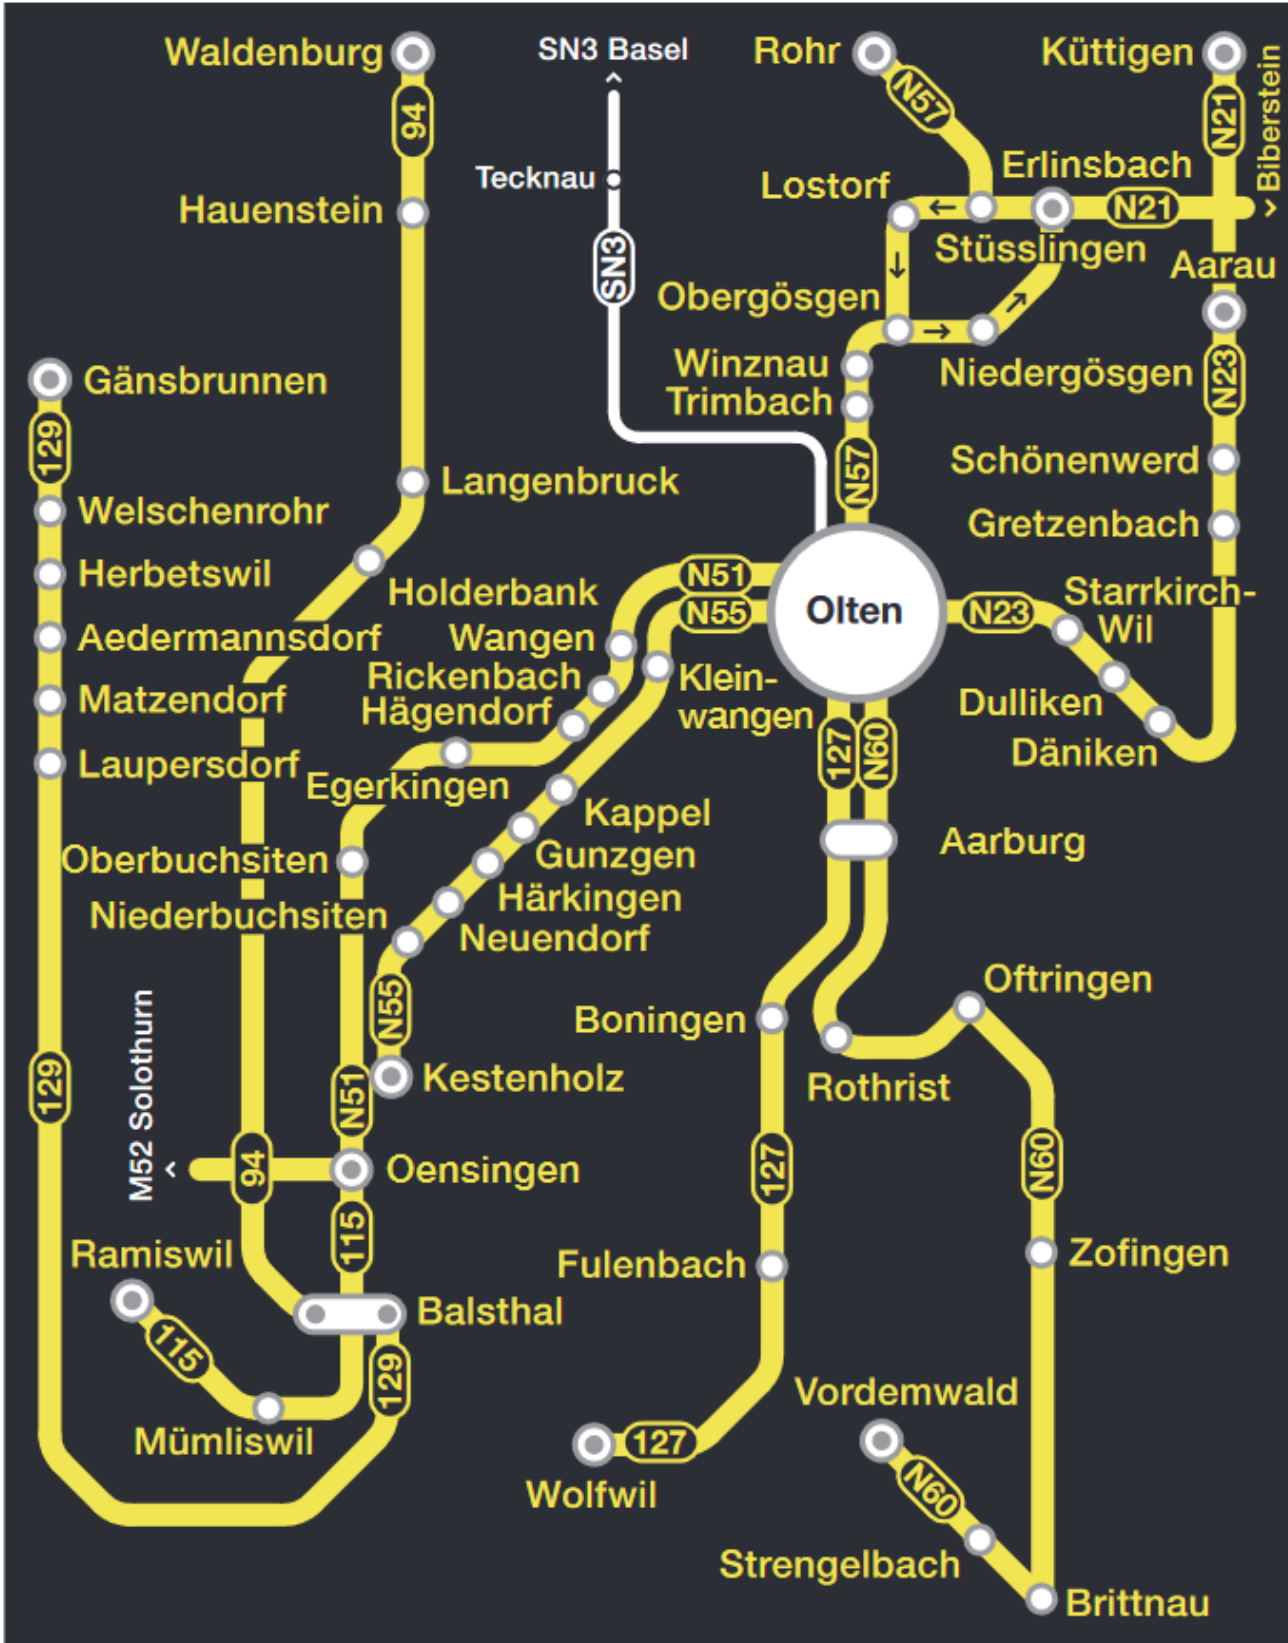 Waldenburg
SN3 Basel
Rohr
Küttigen
94
N57
N21
Biberstein
Tecknau
Erlinsbach
Lostorf
Hauenstein
N21
SN3
Stüsslingen
Aarau
Obergösgen
Winznau
Niedergösgen
Gänsbrunnen
N23
Trimbach
129
N57
Schönenwerd
Langenbruck
Welschenrohr
Gretzenbach
Herbetswil
N51
Holderbank
Starrkirch-
N55
Olten
N23
Wil
Aedermannsdorf
Wangen
Rickenbach
Klein-
Matzendorf
Dulliken
Hägendorf
wangen
Däniken
127
N60
Laupersdorf
Egerkingen
Kappel
Aarburg
Oberbuchsiten
Gunzgen
Härkingen
Niederbuchsiten
Neuendorf
Oftringen
N55
Boningen
M52 Solothurn
129
Kestenholz
Rothrist
N51
94
Oensingen
127
N60
115
Ramiswil
Zofingen
Fulenbach
Balsthal
115
129
Vordemwald
Mümliswil
127
Wolfwil
N60
Strengelbach
Brittnau